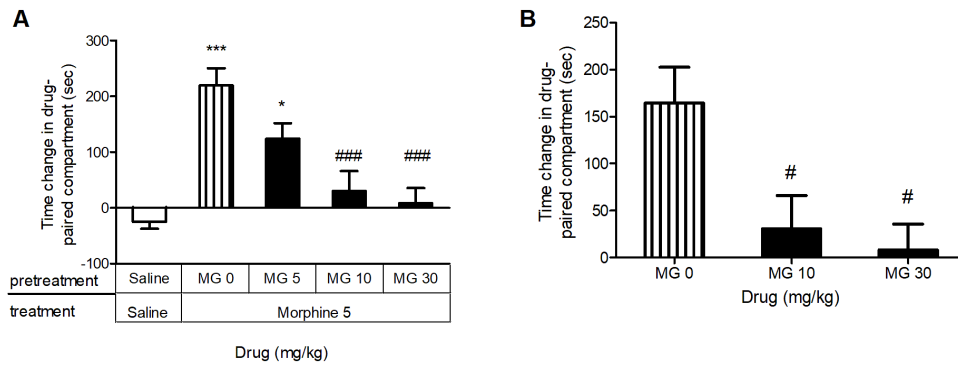 A
Time change in drug-
paired compartment (sec)
300
200
100
0
-100
***
*
###
###
pretreatment
Saline
MG 0
MG 5
MG 10
MG 30
treatment
Saline
Morphine 5
Drug (mg/kg)
B
Time change in drug-
paired compartment (sec)
250
200
150
100
50
0
#
#
MG 0
MG 10
MG 30
Drug (mg/kg)